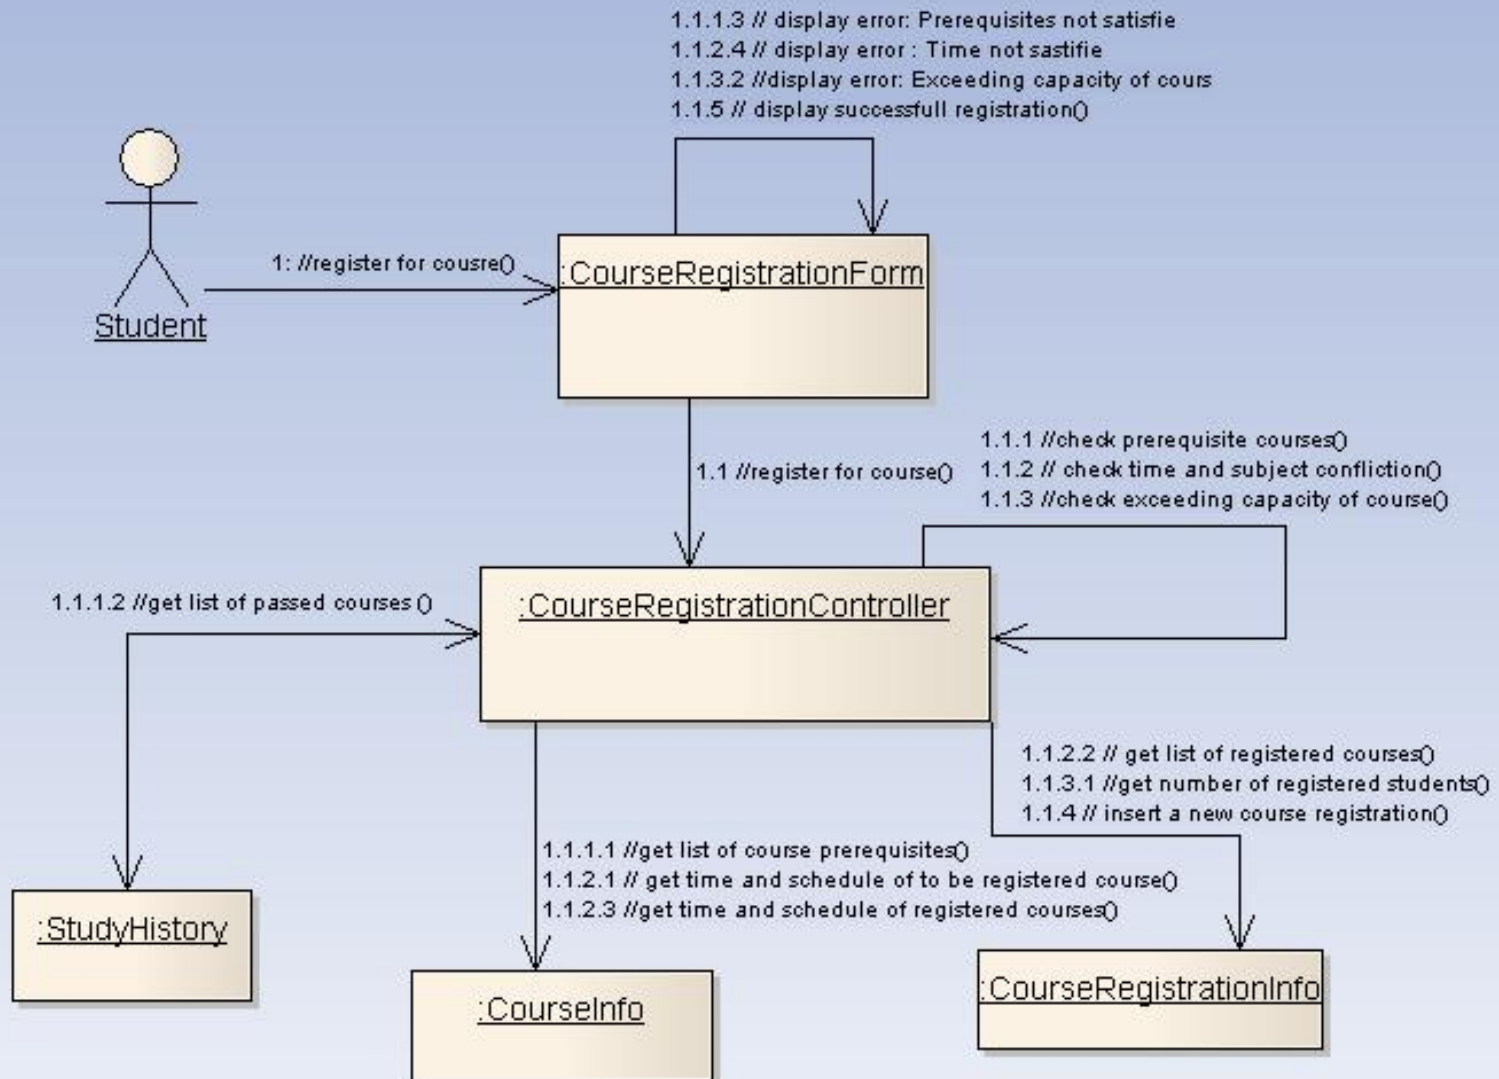 1.1.1.3 // display error: Prerequisites not satisfie
1.1.2.4 // display error : Time not sastifie
1.1.3.2 //display error: Exceeding capacity of cours
1.1.5 // display successfull registration()
1: //register for cousre()
:CourseRegistrationForm
Student
1.1 //register for course()
1.1.1 //check prerequisite courses()
1.1.2 // check time and subject confliction()
1.1.3 //check exceeding capacity of course()
1.1.1.2 //get list of passed courses ()
:CourseRegistrationController
1.1.2.2 // get list of registered courses()
1.1.3.1 //get number of registered students()
1.1.4 // insert a new course registration()
1.1.1.1 //get list of course prerequisites()
1.1.2.1 // get time and schedule of to be registered course()
1.1.2.3 //get time and schedule of registered courses()
:StudyHistory
:CourseInfo
:CourseRegistrationInfo